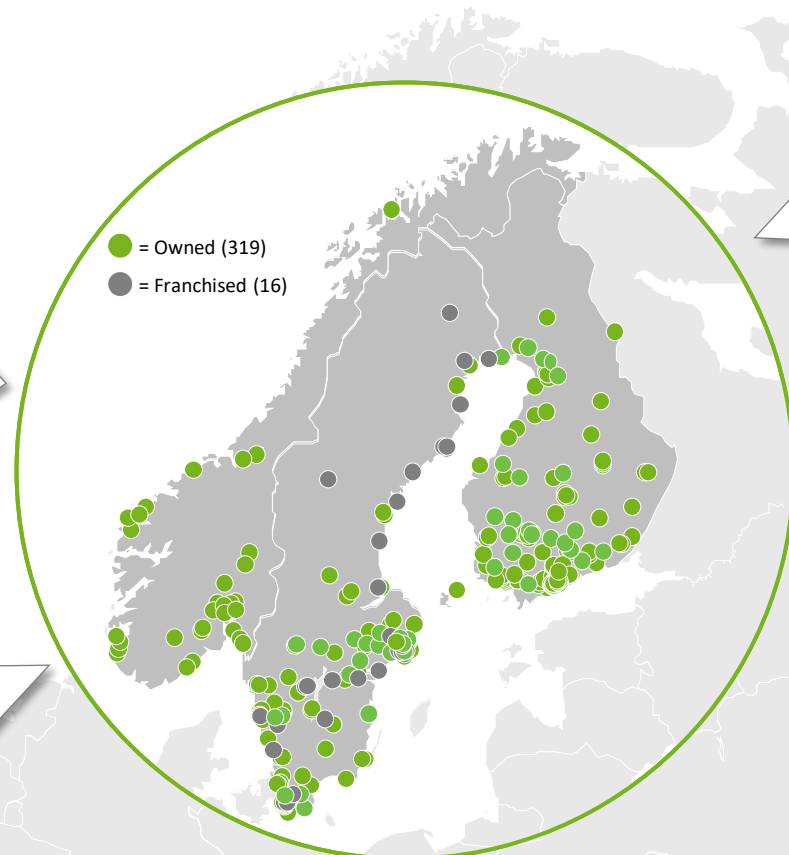 = Owned (319)
= Franchised (16)